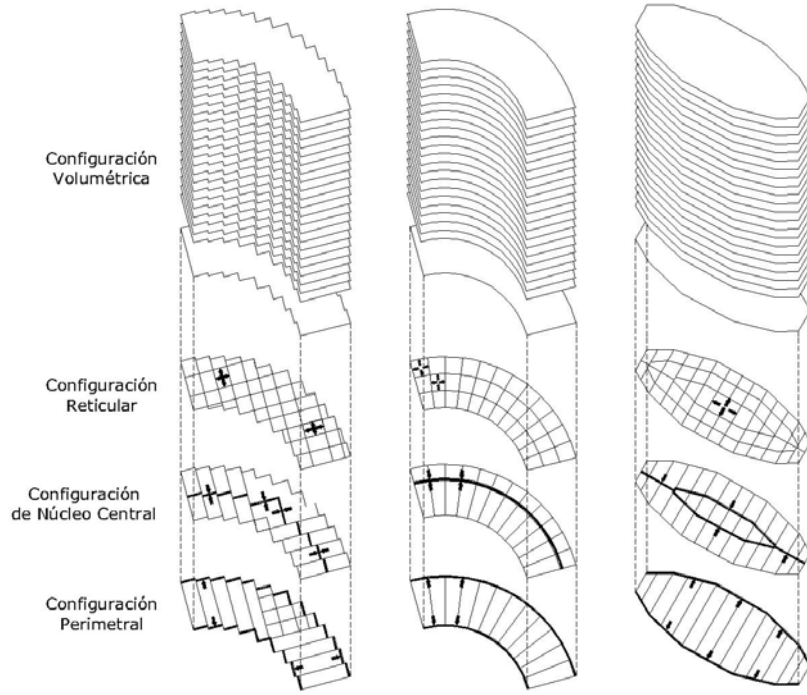 Configuración
Volumétrica
Configuración
Reticular
Configuración
de Núcleo Central
Configuración
Perimetral